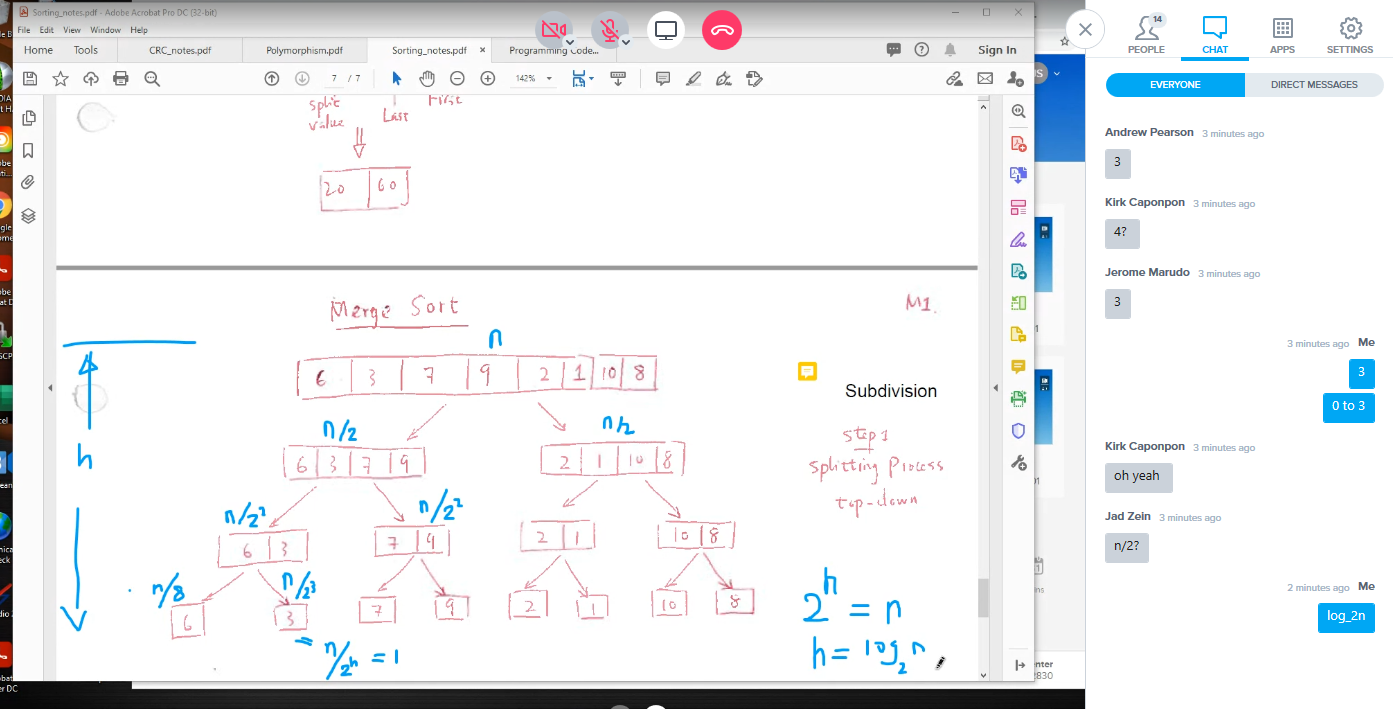 Sorting_notes.pdf - Adobe Acrobat Pro DC (32-bit)
File Edit View Window Help
Home Tools CRC_notes.pdf Polymorphism.pdf Sorting_notes.pdf × Programming Code... Sign In
7 / 7 142%
split
value
Last
First
20 60
Merge Sort
M1.
n
6 3 7 9 2 1 10 8
Subdivision
n/2 n/2
6 3 7 9 2 1 10 8
h
step 1
splitting Process
top-down
n/2² n/2²
6 3 7 9 2 1 10 8
n/8 n/2³
6 3 7 9 2 1 10 8
= n/2^h = 1
2^h = n
h = log₂n
14
PEOPLE CHAT APPS SETTINGS
EVERYONE DIRECT MESSAGES
Andrew Pearson 3 minutes ago
3
Kirk Caponpon 3 minutes ago
4?
Jerome Marudo 3 minutes ago
3
3 minutes ago Me
3
0 to 3
Kirk Caponpon 3 minutes ago
oh yeah
Jad Zein 3 minutes ago
n/2?
2 minutes ago Me
log_2n